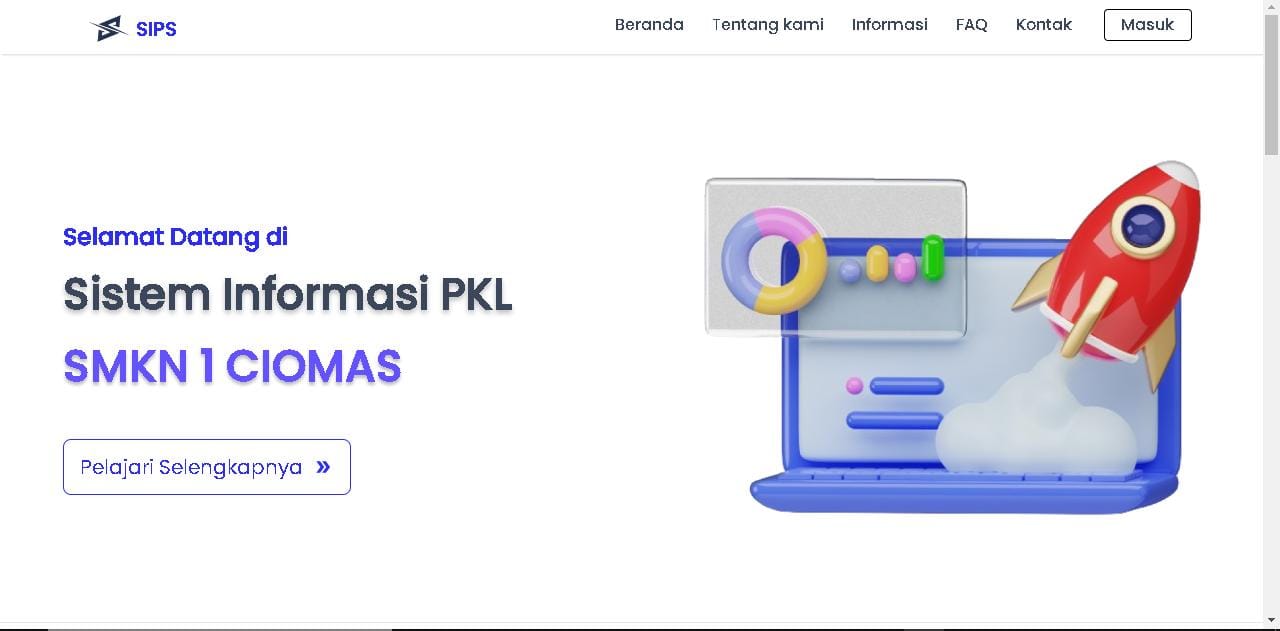 SIPS
Beranda Tentang kami Informasi FAQ Kontak Masuk
Selamat Datang di
Sistem Informasi PKL
SMKN 1 CIOMAS
Pelajari Selengkapnya »